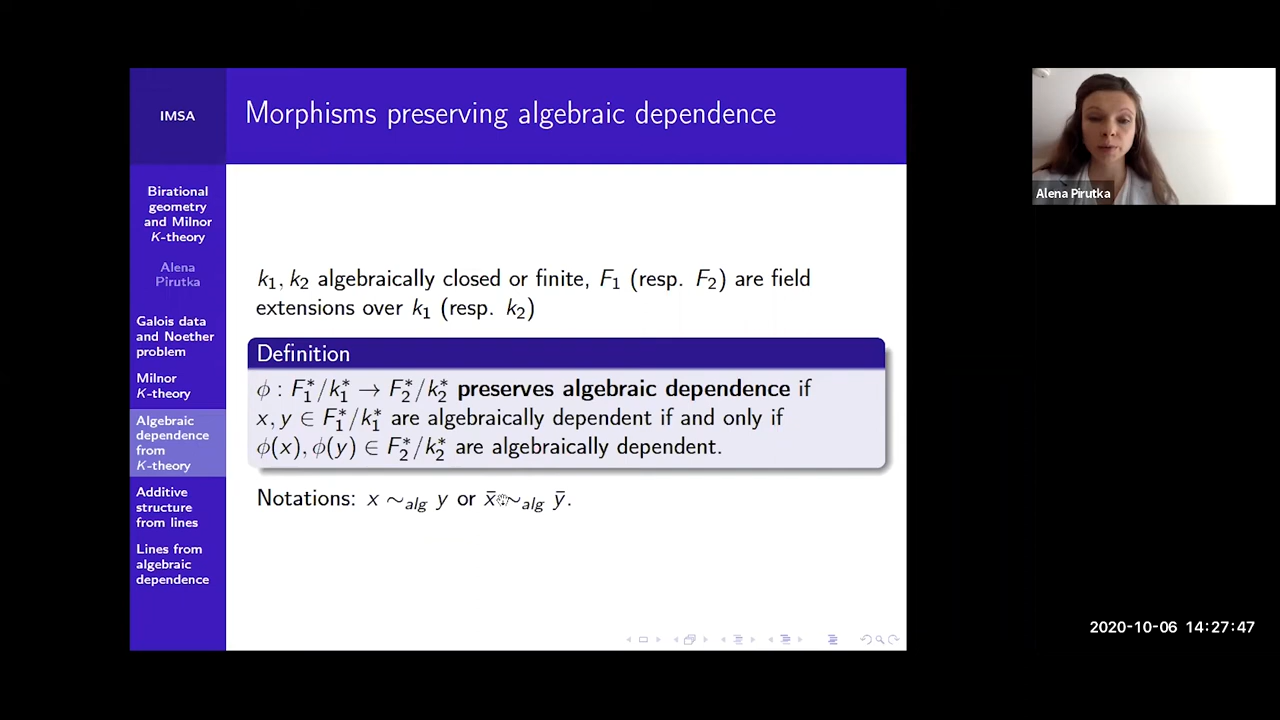 IMSA
Morphisms preserving algebraic dependence
Birational
geometry
and Milnor
K-theory
Alena
Pirutka
Galois data
and Noether
problem
Milnor
K-theory
Algebraic
dependence
from
K-theory
Additive
structure
from lines
Lines from
algebraic
dependence
k₁, k₂ algebraically closed or finite, F₁ (resp. F₂) are field
extensions over k₁ (resp. k₂)
Definition
ϕ : F₁*/k₁* → F₂*/k₂* preserves algebraic dependence if
x, y ∈ F₁*/k₁* are algebraically dependent if and only if
ϕ(x), ϕ(y) ∈ F₂*/k₂* are algebraically dependent.
Notations: x ∼alg y or x̄ ∼alg ȳ.
Alena Pirutka
2020-10-06 14:27:47